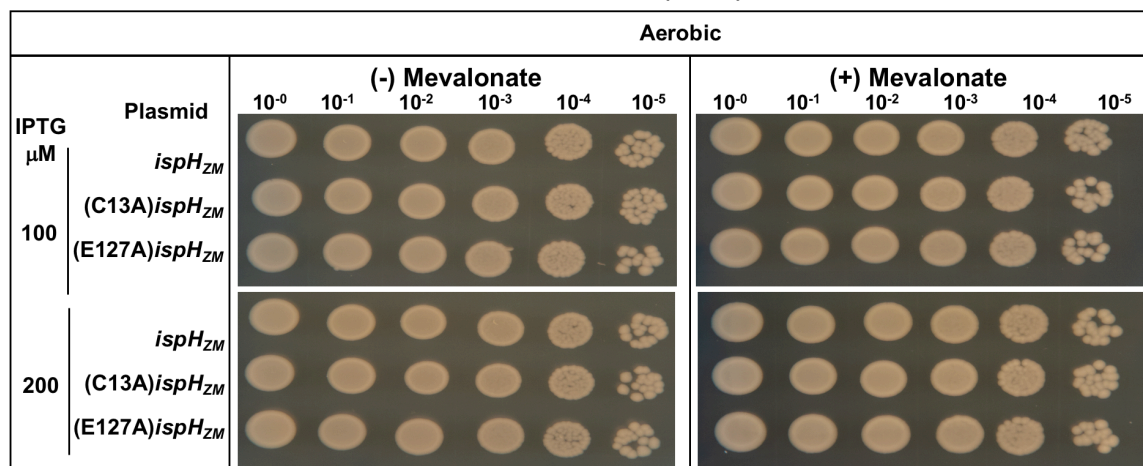 Aerobic
(-) Mevalonate (+) Mevalonate
IPTG μM Plasmid 10-0 10-1 10-2 10-3 10-4 10-5 10-0 10-1 10-2 10-3 10-4 10-5
100
ispHZM
(C13A)ispHZM
(E127A)ispHZM
200
ispHZM
(C13A)ispHZM
(E127A)ispHZM